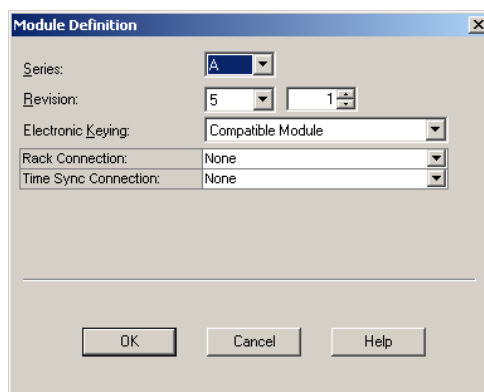 Module Definition
Series: A
Revision: 5 1
Electronic Keying: Compatible Module
Rack Connection: None
Time Sync Connection: None
OK Cancel Help